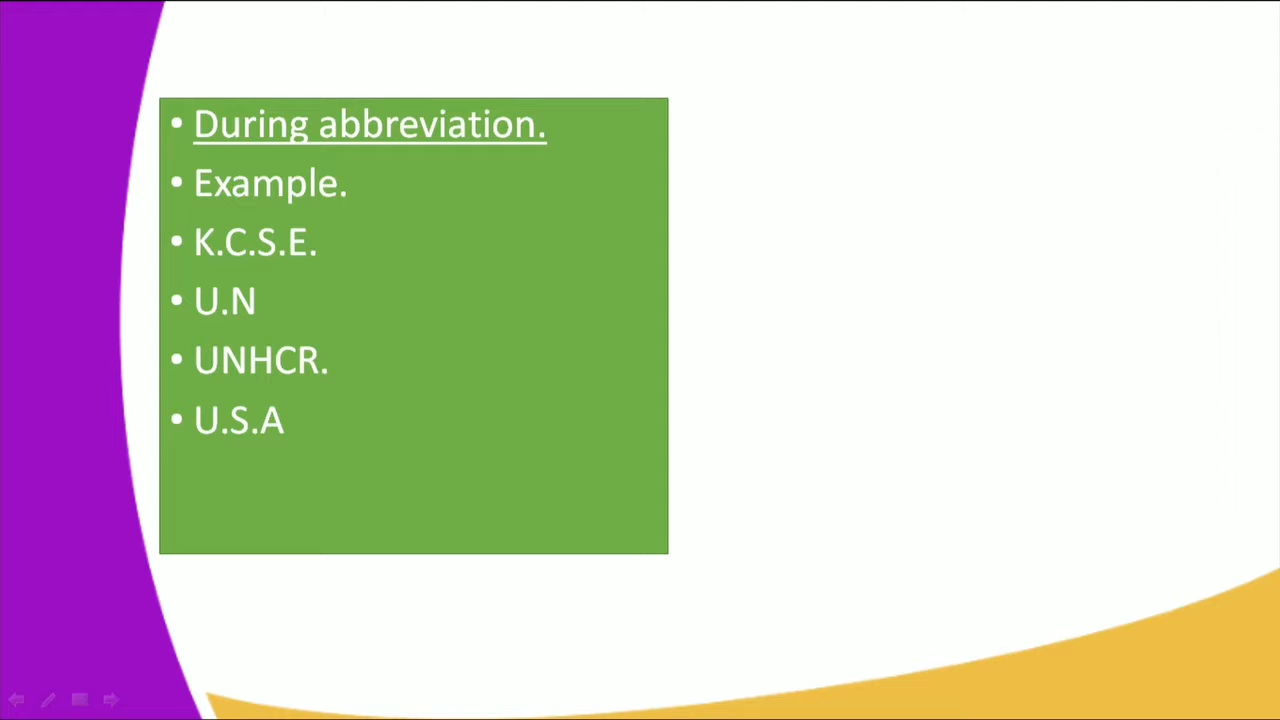 • During abbreviation.
• Example.
• K.C.S.E.
• U.N
• UNHCR.
• U.S.A